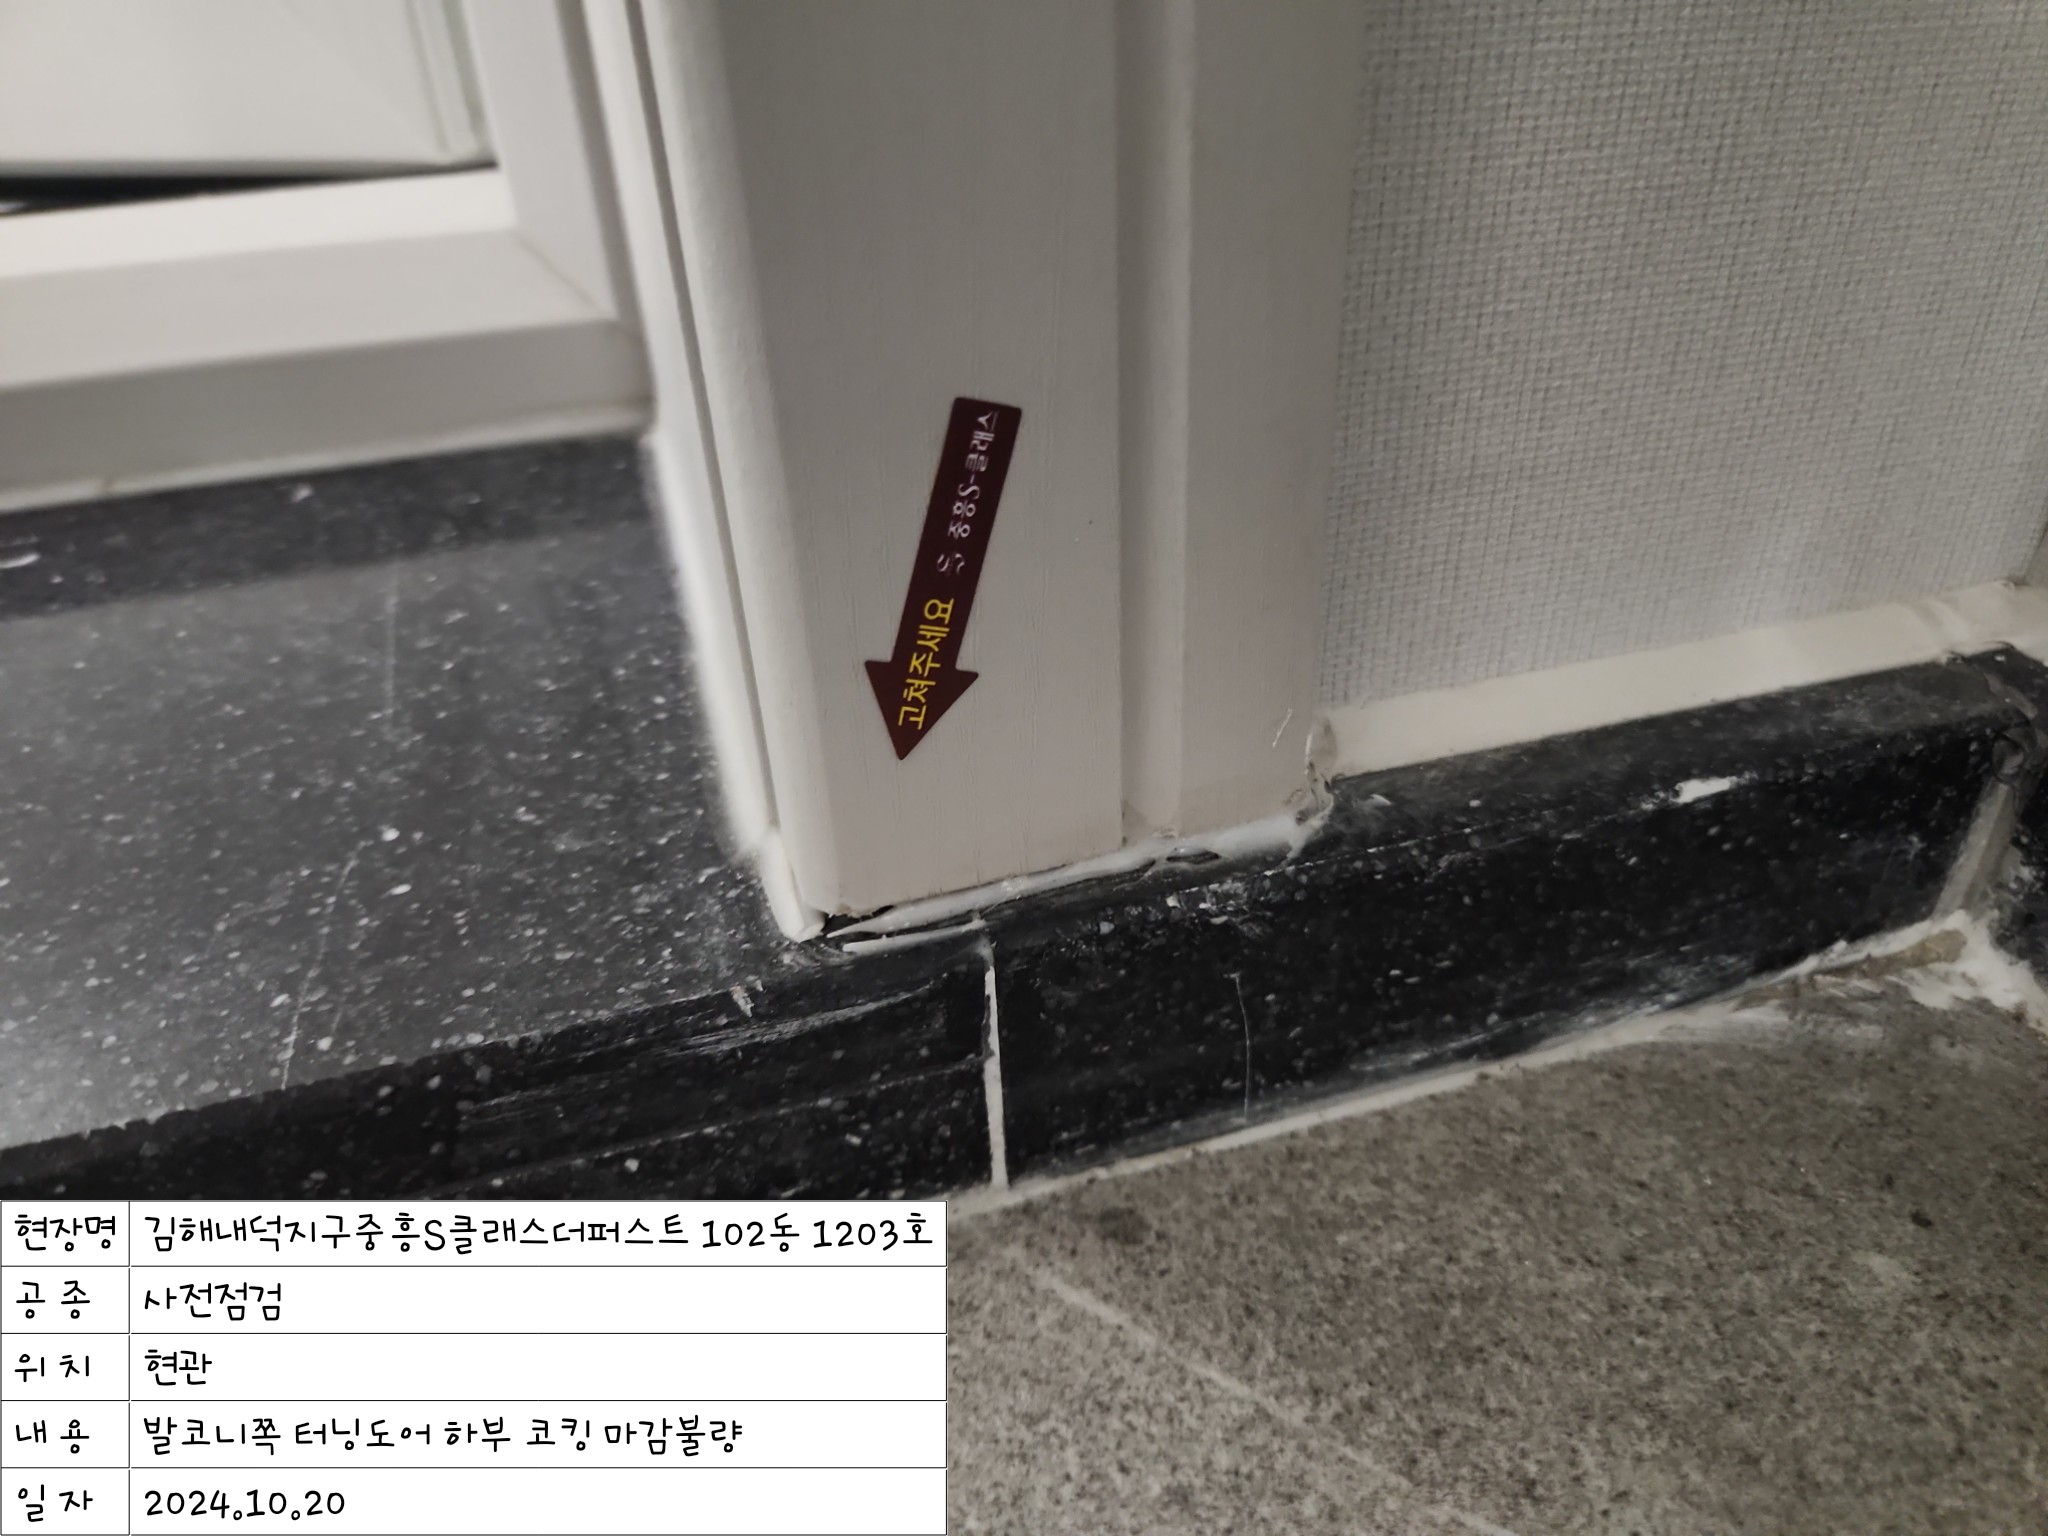 중흥S-클래스
고쳐주세요
현장명 김해내덕지구중흥S클래스더퍼스트 102동 1203호
공 종 사전점검
위 치 현관
내 용 발코니쪽 터닝도어 하부 코킹 마감불량
일 자 2024.10.20